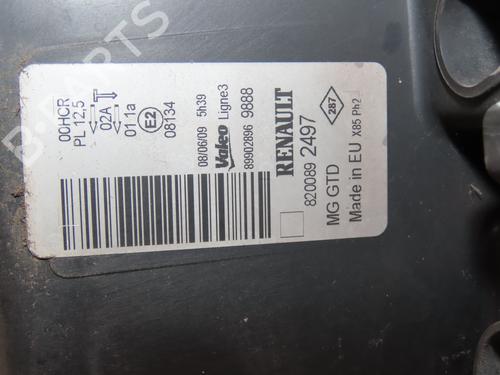 00HCR
PL 12,5
02A
01.1a
E2
08134
08/06/09 5h39
Valeo Ligne3
89902896 9888
RENAULT
820089 2497
MG GTD
Made in EU X85 Ph2
287
B-PARTS